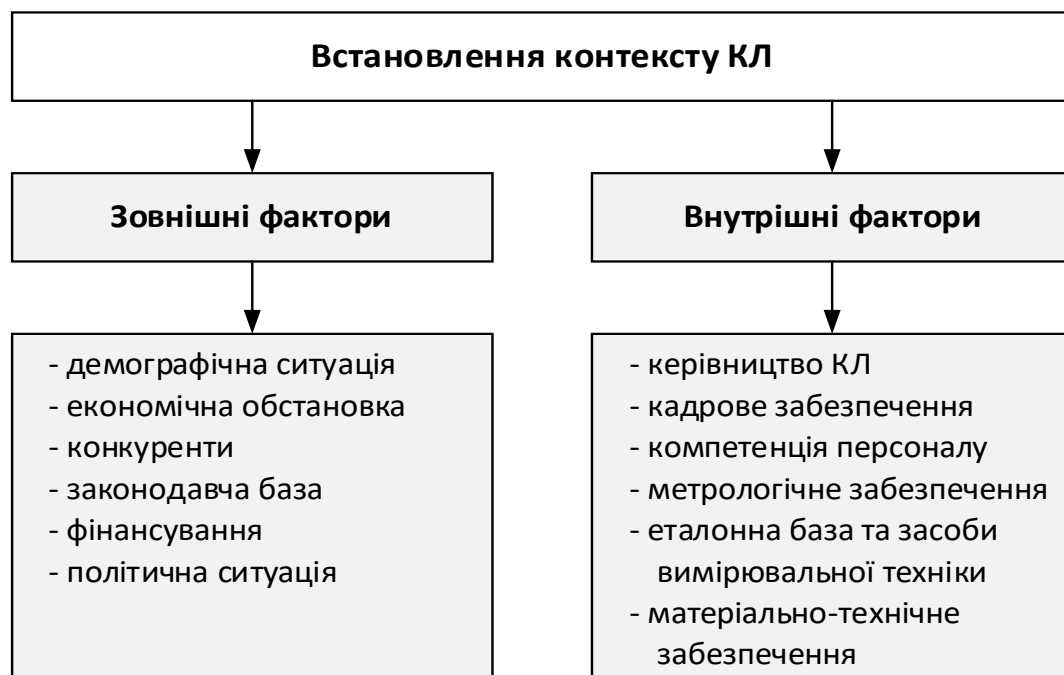 Встановлення контексту КЛ
Зовнішні фактори
- демографічна ситуація
- економічна обстановка
- конкуренти
- законодавча база
- фінансування
- політична ситуація
Внутрішні фактори
- керівництво КЛ
- кадрове забезпечення
- компетенція персоналу
- метрологічне забезпечення
- еталонна база та засоби
вимірювальної техніки
- матеріально-технічне
забезпечення